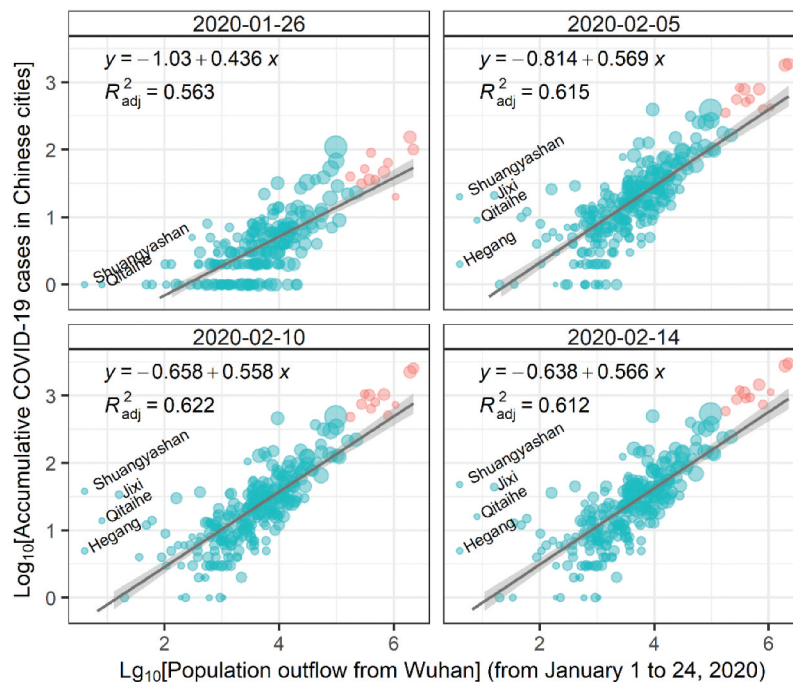 2020-01-26
2020-02-05
y = −1.03 + 0.436 x
R²adj = 0.563
y = −0.814 + 0.569 x
R²adj = 0.615
3
2
1
0
Shuangyashan
Qitaihe
Shuangyashan
Jixi
Qitaihe
Hegang
2020-02-10
2020-02-14
y = −0.658 + 0.558 x
R²adj = 0.622
y = −0.638 + 0.566 x
R²adj = 0.612
3
2
1
0
Shuangyashan
Jixi
Qitaihe
Hegang
Shuangyashan
Jixi
Qitaihe
Hegang
2 4 6 2 4 6
Log₁₀[Accumulative COVID-19 cases in Chinese cities]
Lg₁₀[Population outflow from Wuhan] (from January 1 to 24, 2020)